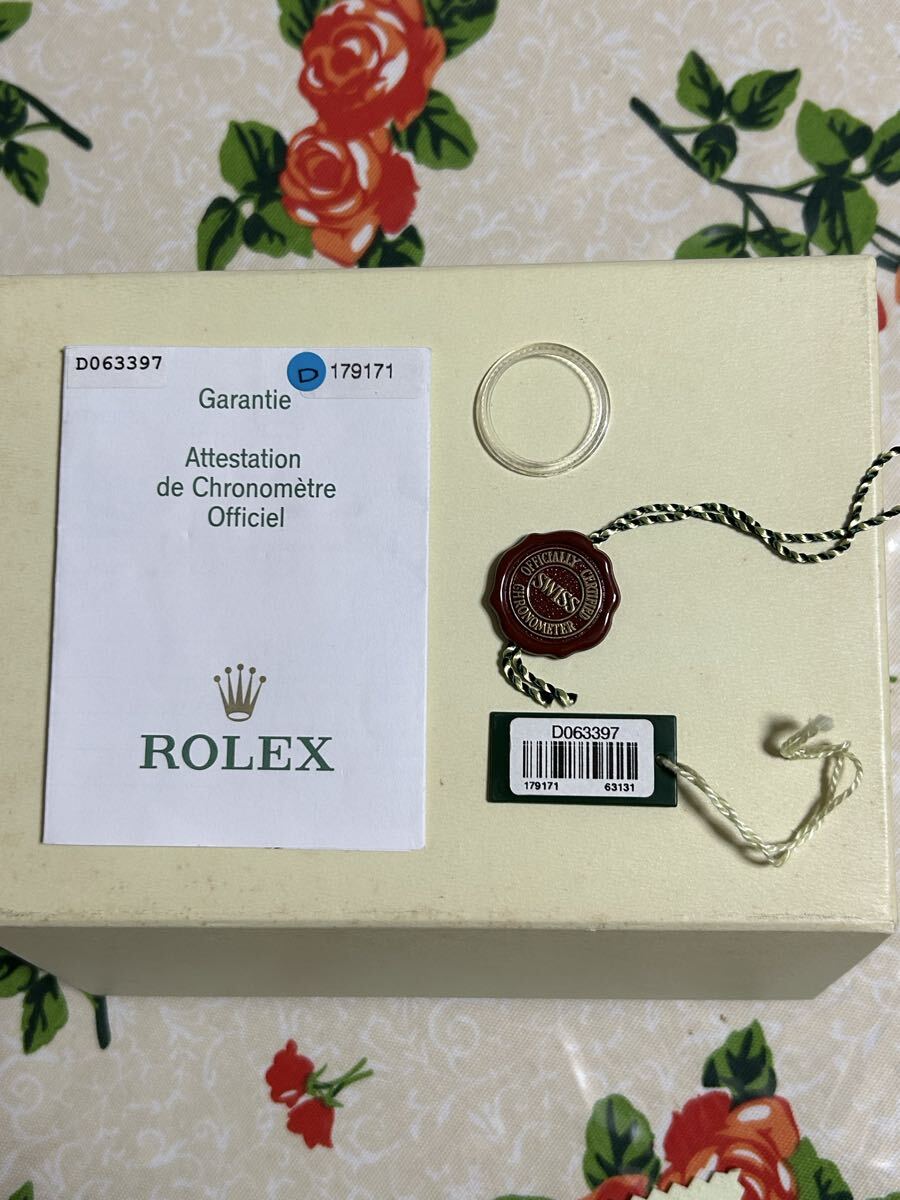 D063397
D
179171
Garantie
Attestation
de Chronomètre
Officiel
ROLEX
OFFICIALLY · CERTIFIED
CHRONOMETER
SWISS
D063397
179171 63131